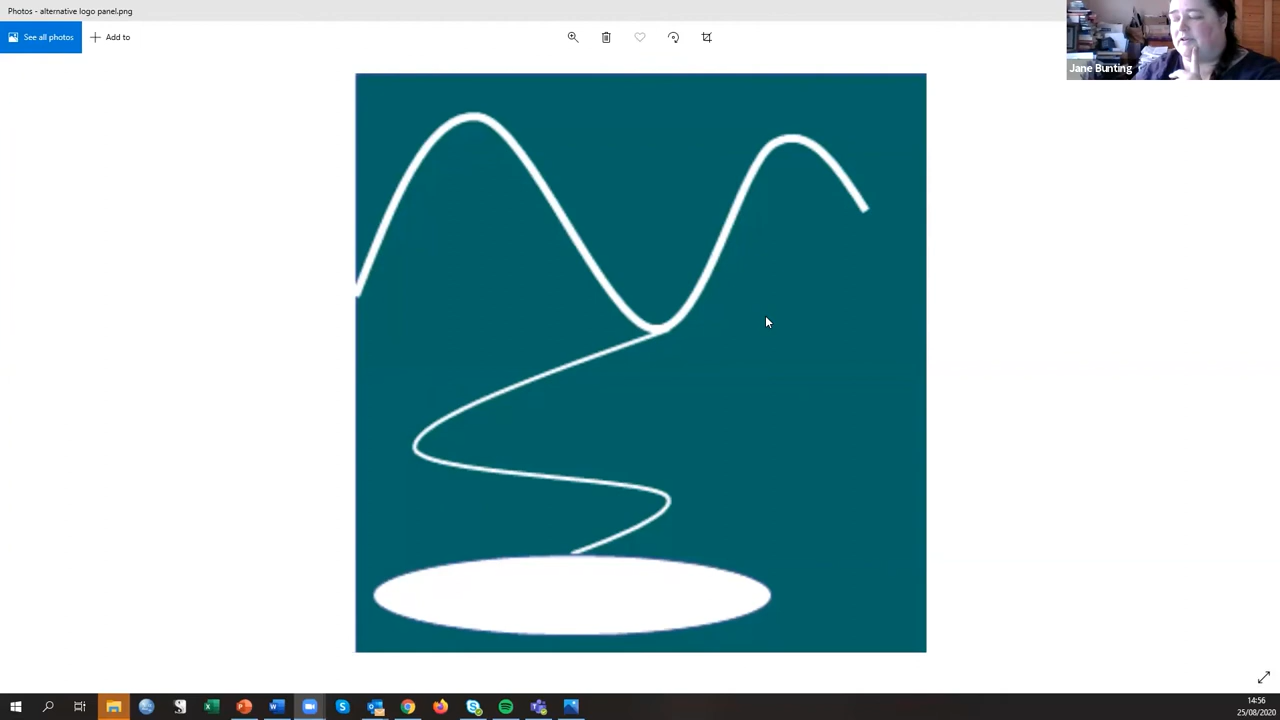 Photos - alternative logo panel.png
See all photos
Add to
Jane Bunting
14:56
25/08/2020